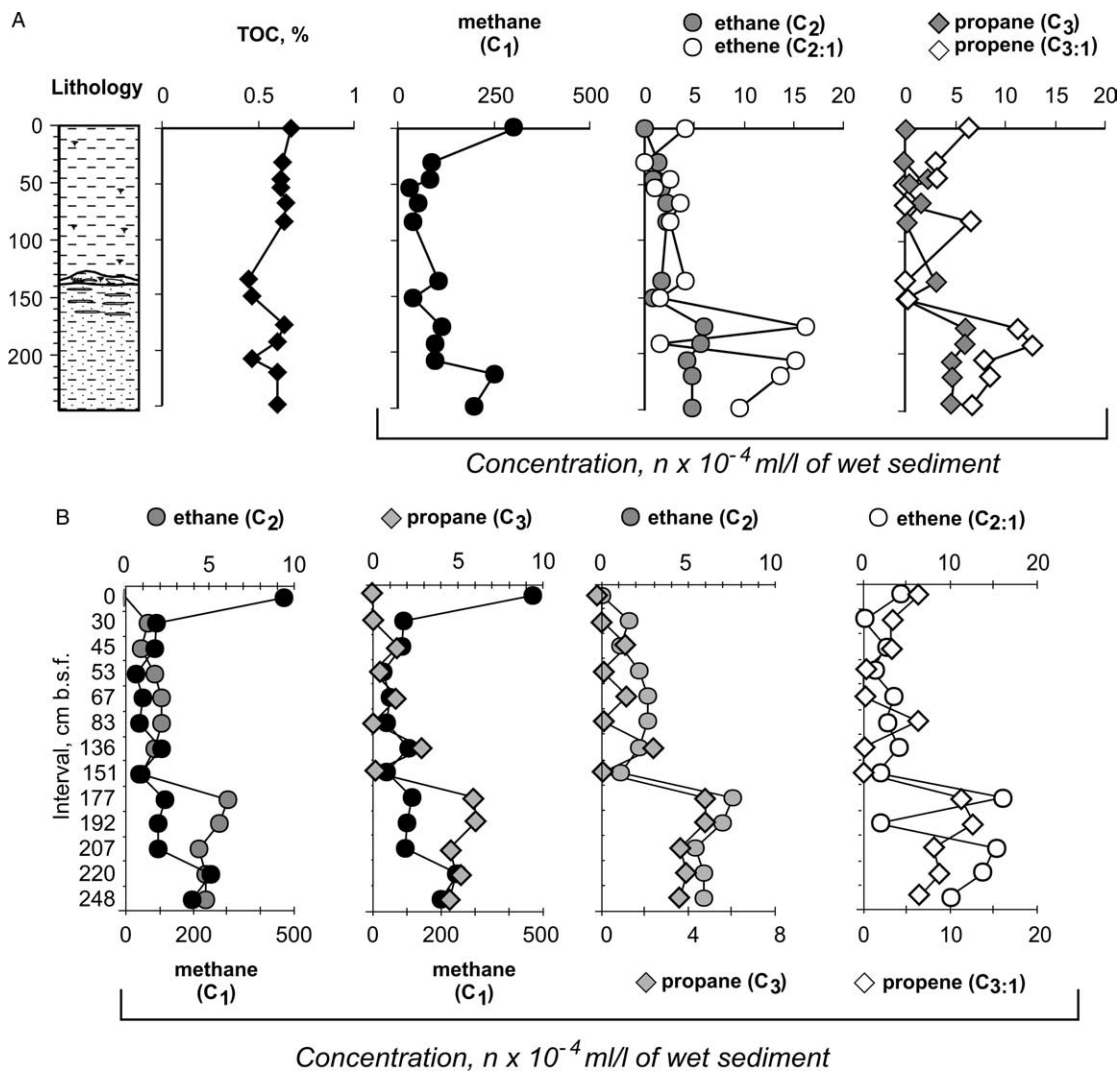 A
TOC, %
methane
(C1)
ethane (C2)
ethene (C2:1)
propane (C3)
propene (C3:1)
Lithology
0 0.5 1
0 250 500
0 5 10 15 20
0 5 10 15 20
0
50
100
150
200
Concentration, n x 10-4 ml/l of wet sediment
B
ethane (C2)
propane (C3)
ethane (C2)
ethene (C2:1)
0 5 10
0 5 10
0 5 10
0 10 20
Interval, cm b.s.f.
0
30
45
53
67
83
136
151
177
192
207
220
248
0 200 500
0 200 500
0 4 8
0 10 20
methane
(C1)
methane
(C1)
propane (C3)
propene (C3:1)
Concentration, n x 10-4 ml/l of wet sediment